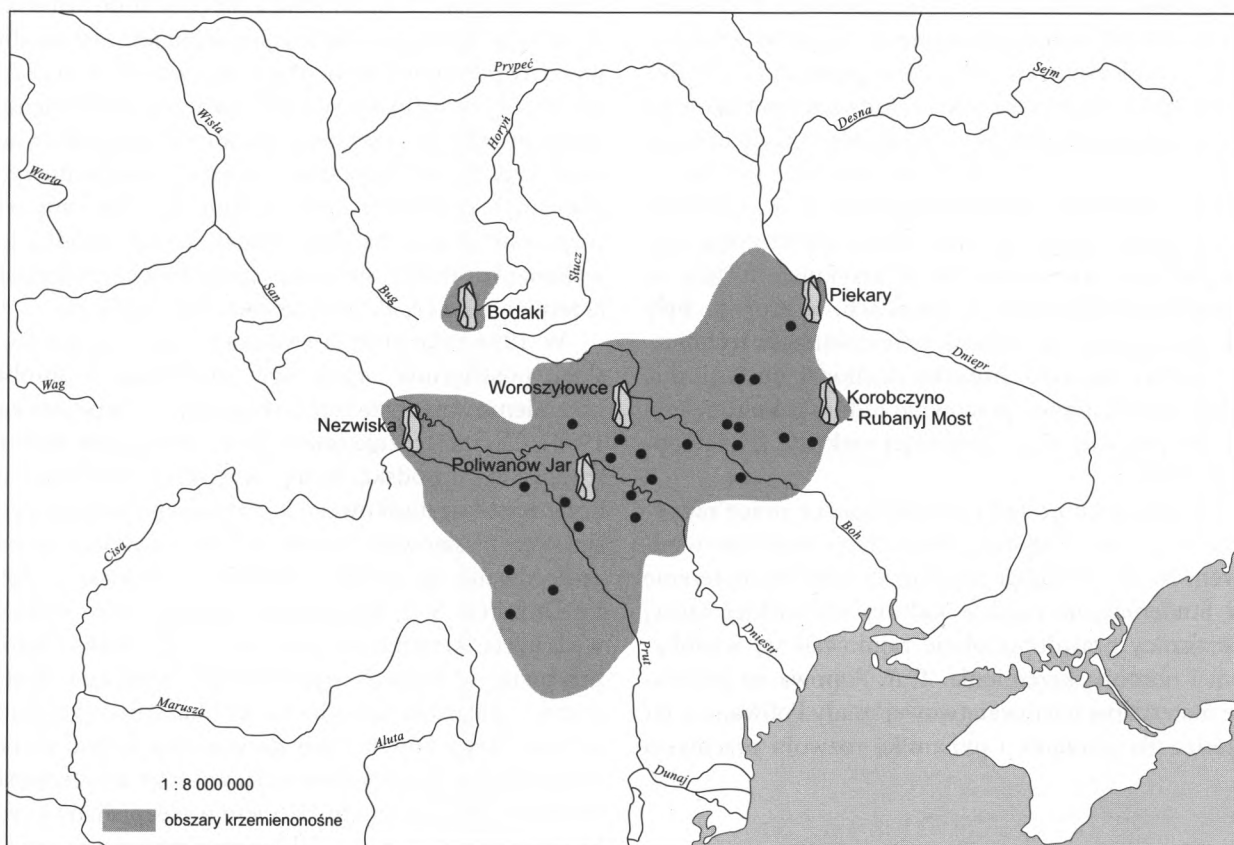 Prypeć
Sejm
Desna
Wisła
Horyń
Warta
Słucz
San
Bug
Piekary
Bodaki
Dniepr
Wag
Woroszyłowce
Korobczyno
- Rubanyj Most
Nezwiska
Poliwanów Jar
Boh
Cisa
Dniestr
Prut
Marusza
Aluta
Dunaj
1 : 8 000 000
obszary krzemienonośne